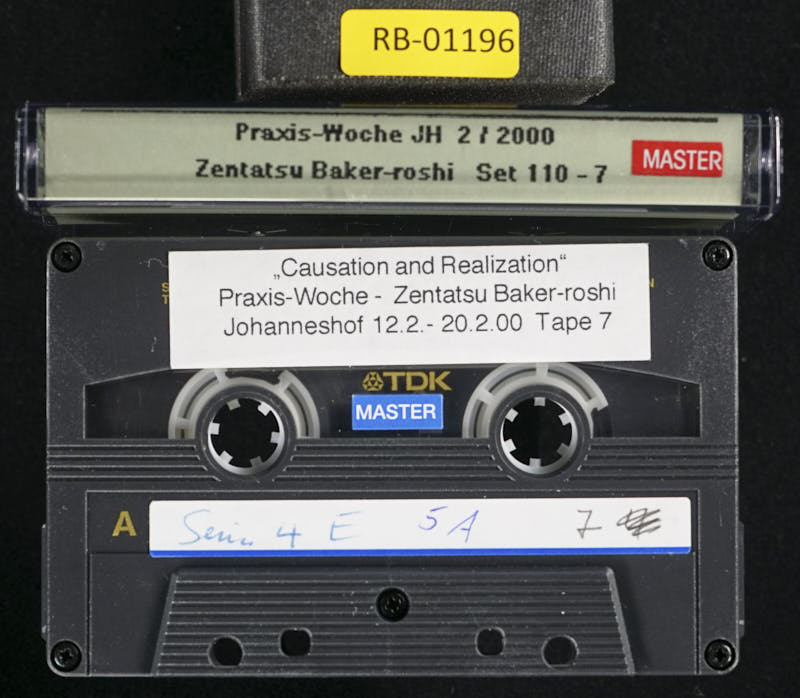 RB-01196
Praxis-Woche JH 2 / 2000
Zentatsu Baker-roshi Set 110 - 7
MASTER
„Causation and Realization“
Praxis-Woche - Zentatsu Baker-roshi
Johanneshof 12.2.- 20.2.00 Tape 7
TDK
MASTER
A
4 E 5 A 7